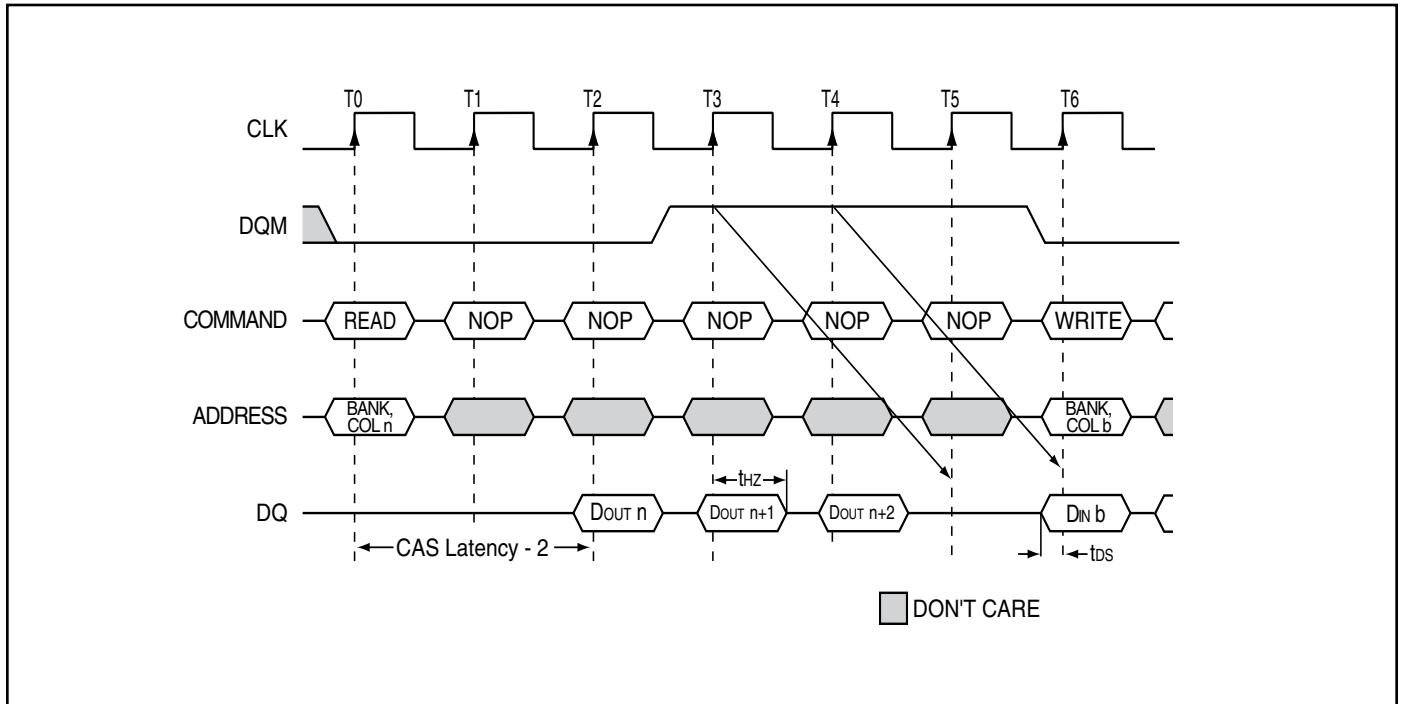 T0 T1 T2 T3 T4 T5 T6
CLK
DQM
COMMAND READ NOP NOP NOP NOP NOP WRITE
ADDRESS BANK, COL n BANK, COL b
tHZ
DQ DOUT n DOUT n+1 DOUT n+2 DIN b
CAS Latency - 2 tDS
DON'T CARE